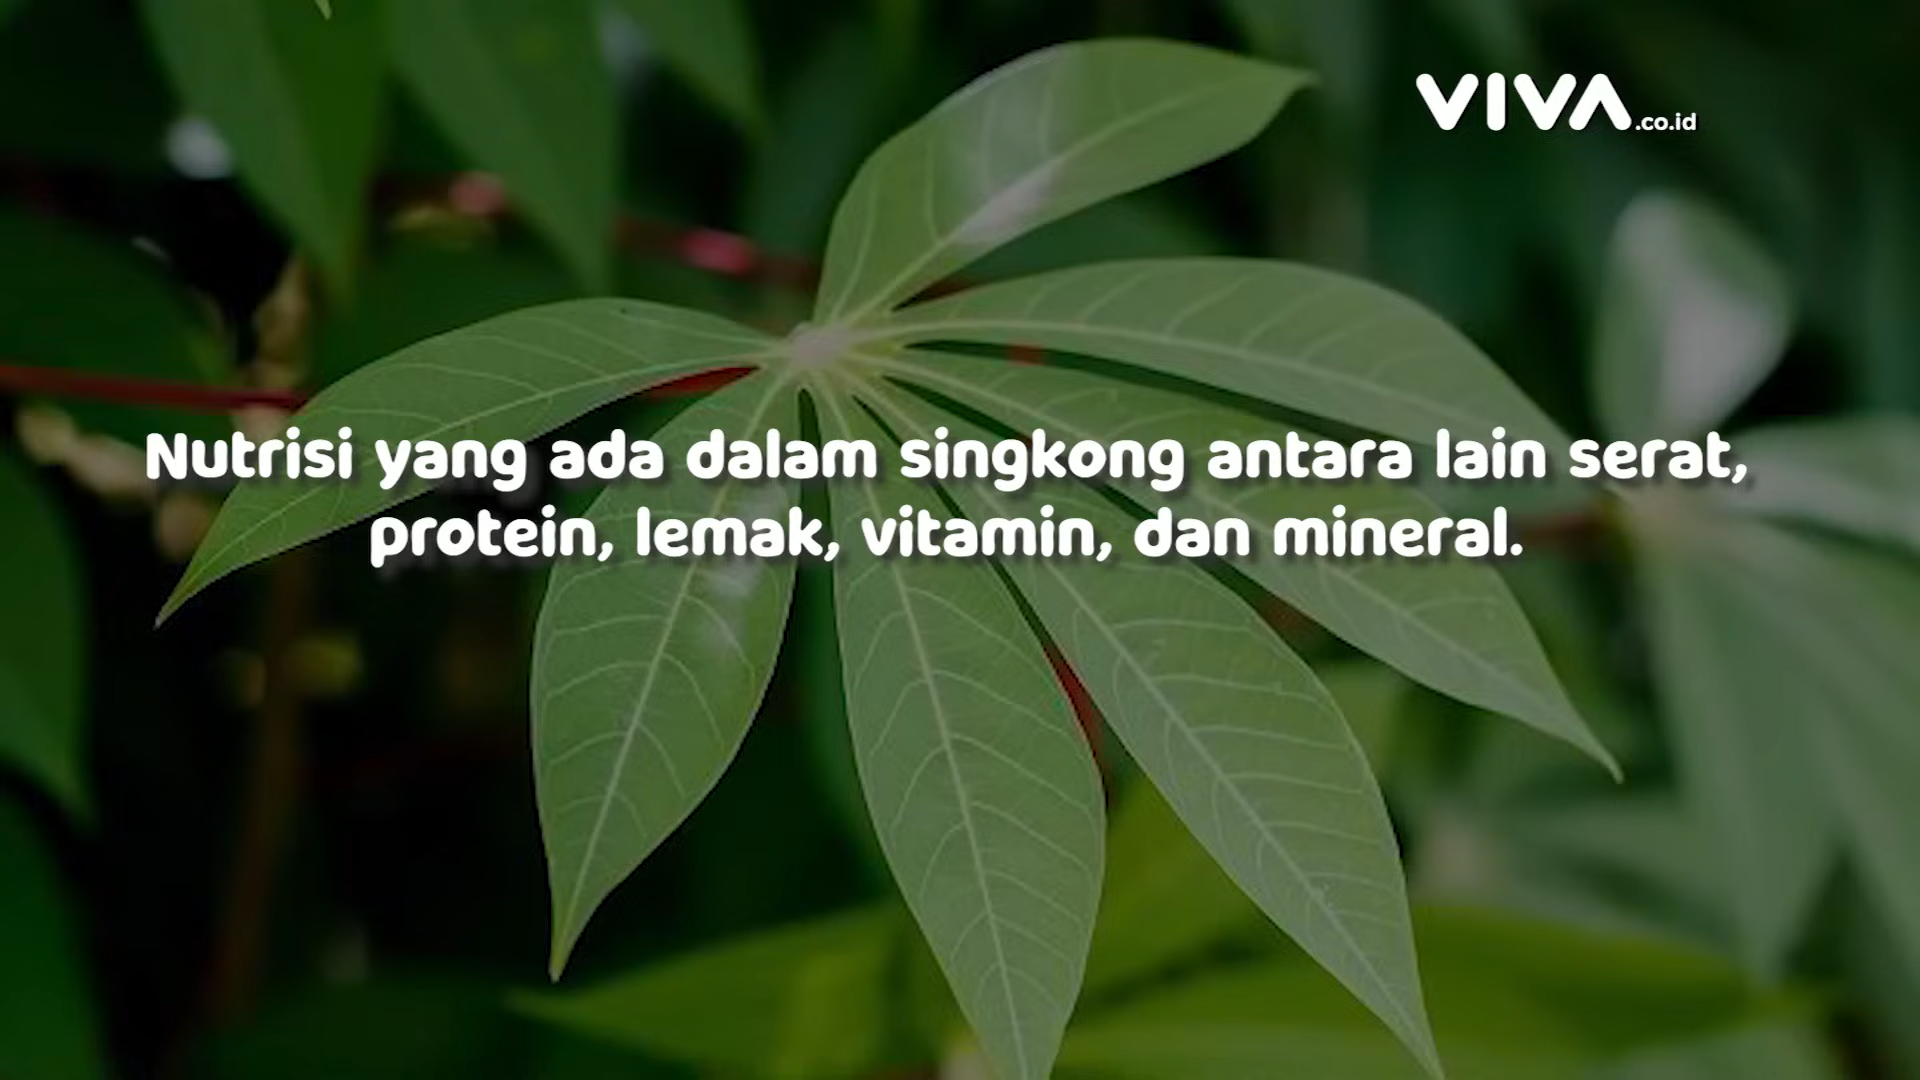 VIVA.co.id
Nutrisi yang ada dalam singkong antara lain serat,
protein, lemak, vitamin, dan mineral.